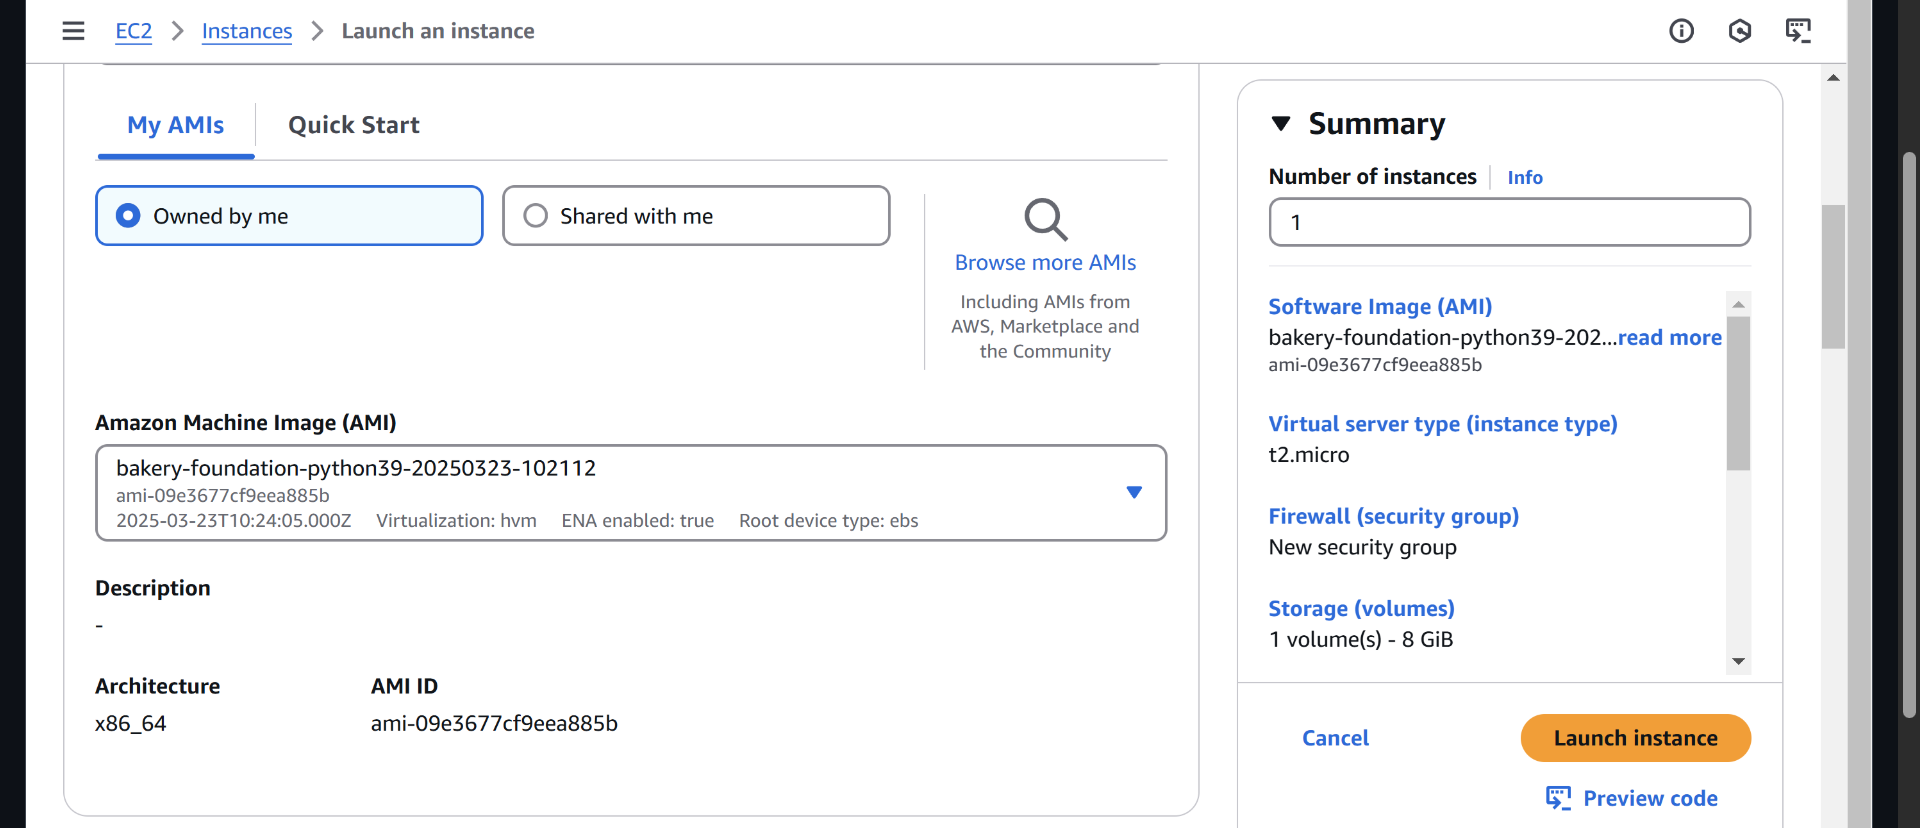 EC2 > Instances > Launch an instance
My AMIs
Quick Start
Owned by me
Shared with me
Browse more AMIs
Including AMIs from
AWS, Marketplace and
the Community
Amazon Machine Image (AMI)
bakery-foundation-python39-20250323-102112
ami-09e3677cf9eea885b
2025-03-23T10:24:05.000Z Virtualization: hvm ENA enabled: true Root device type: ebs
Description
-
Architecture
AMI ID
x86_64
ami-09e3677cf9eea885b
Summary
Number of instances
Info
1
Software Image (AMI)
bakery-foundation-python39-202...read more
ami-09e3677cf9eea885b
Virtual server type (instance type)
t2.micro
Firewall (security group)
New security group
Storage (volumes)
1 volume(s) - 8 GiB
Cancel
Launch instance
Preview code